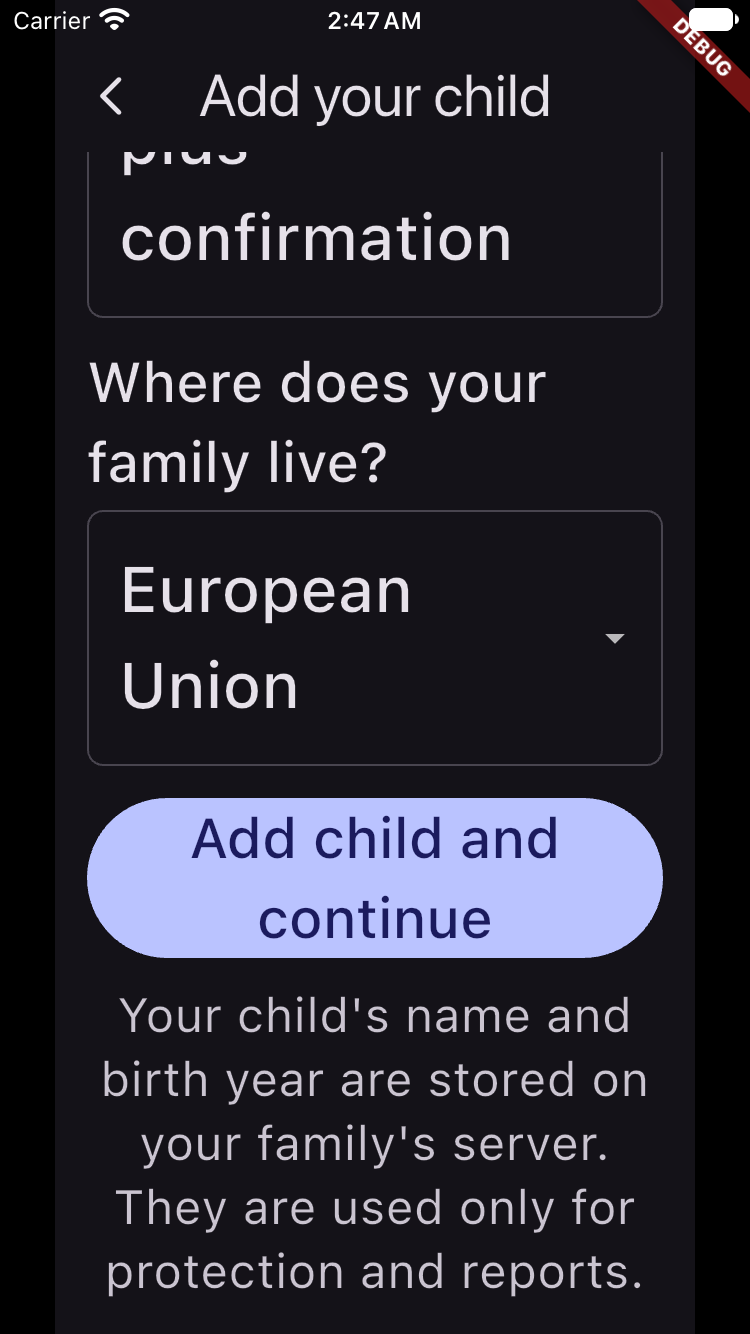 Carrier
2:47 AM
DEBUG
Add your child
plus
confirmation
Where does your
family live?
European
Union
Add child and
continue
Your child's name and
birth year are stored on
your family's server.
They are used only for
protection and reports.